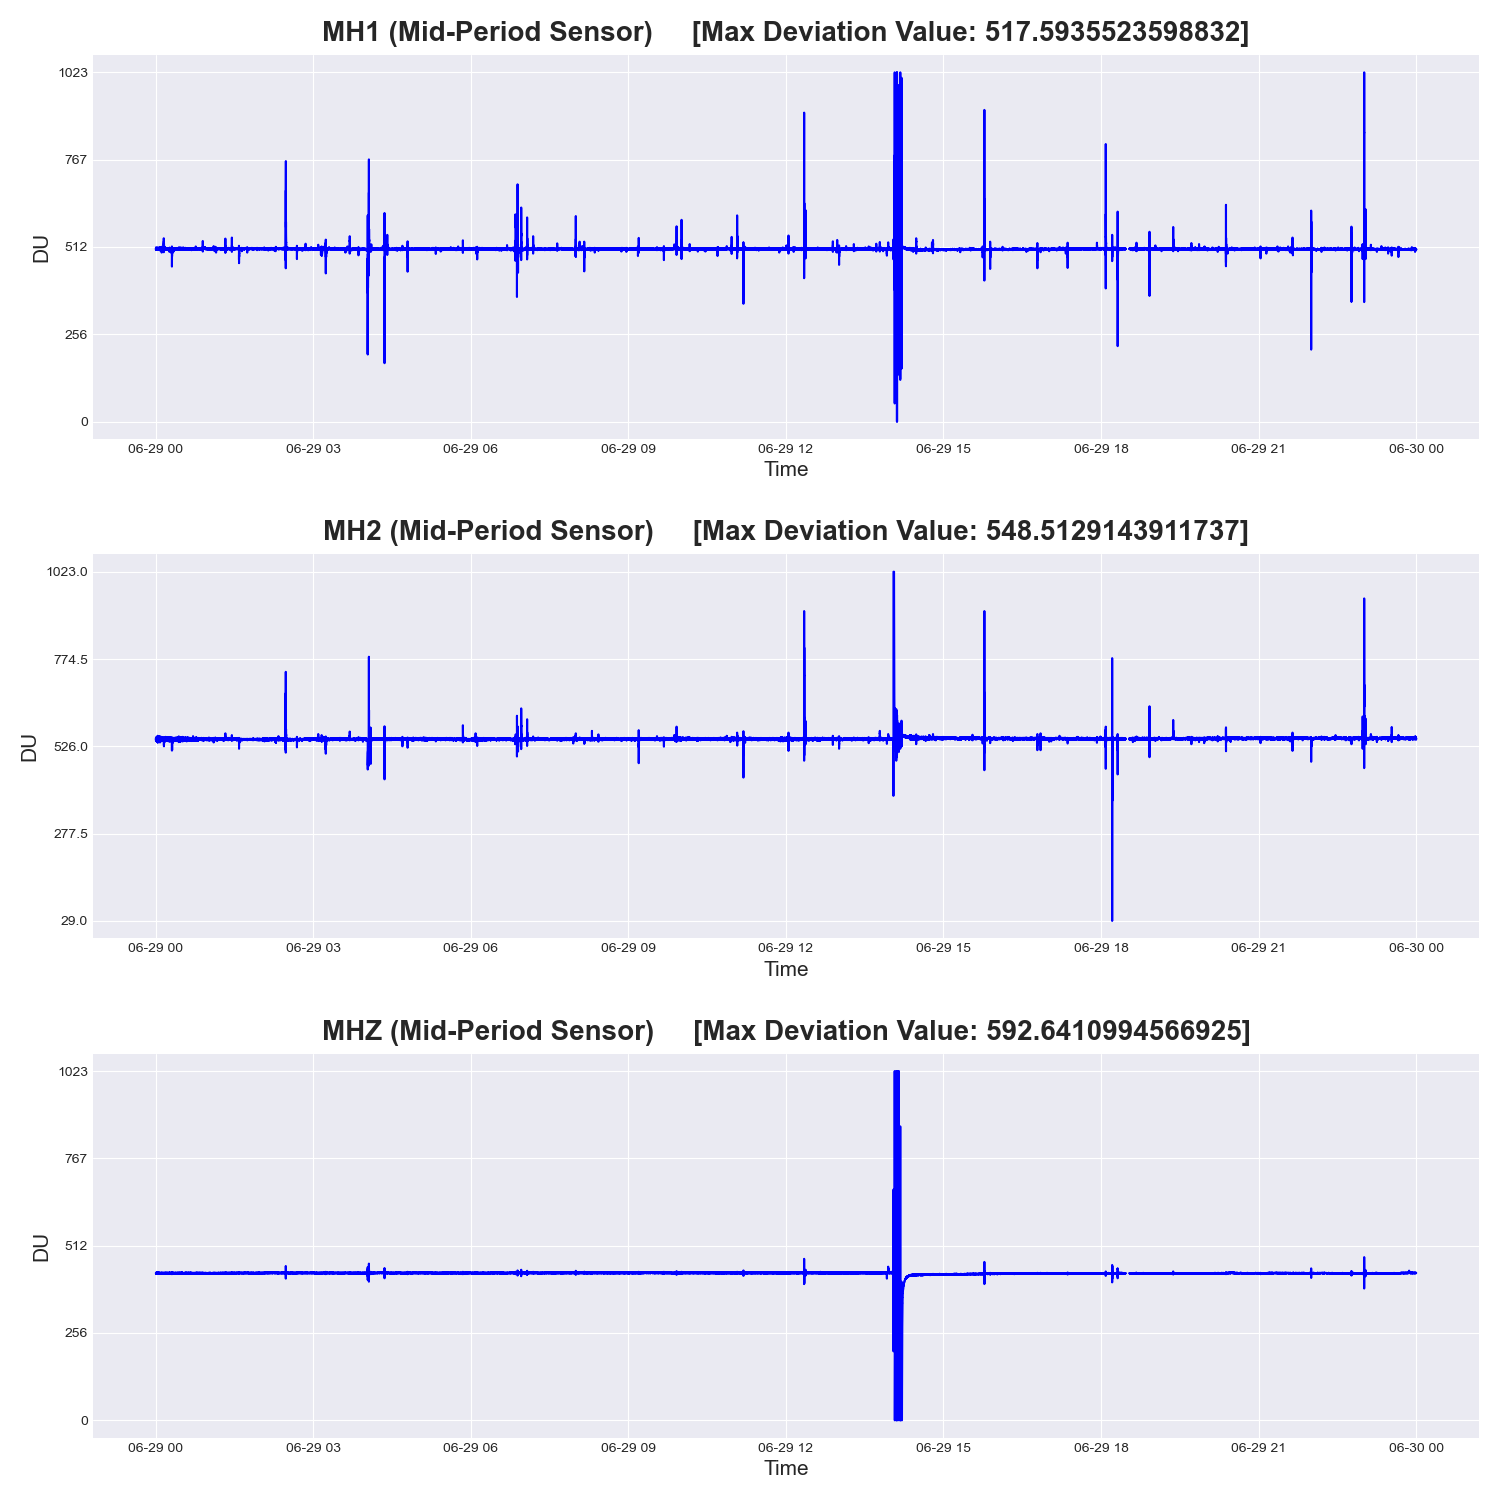 MH1 (Mid-Period Sensor) [Max Deviation Value: 517.5935523598832]
1023
767
512
256
0
DU
06-29 00 06-29 03 06-29 06 06-29 09 06-29 12 06-29 15 06-29 18 06-29 21 06-30 00
Time
MH2 (Mid-Period Sensor) [Max Deviation Value: 548.5129143911737]
1023.0
774.5
526.0
277.5
29.0
DU
06-29 00 06-29 03 06-29 06 06-29 09 06-29 12 06-29 15 06-29 18 06-29 21 06-30 00
Time
MHZ (Mid-Period Sensor) [Max Deviation Value: 592.6410994566925]
1023
767
512
256
0
DU
06-29 00 06-29 03 06-29 06 06-29 09 06-29 12 06-29 15 06-29 18 06-29 21 06-30 00
Time